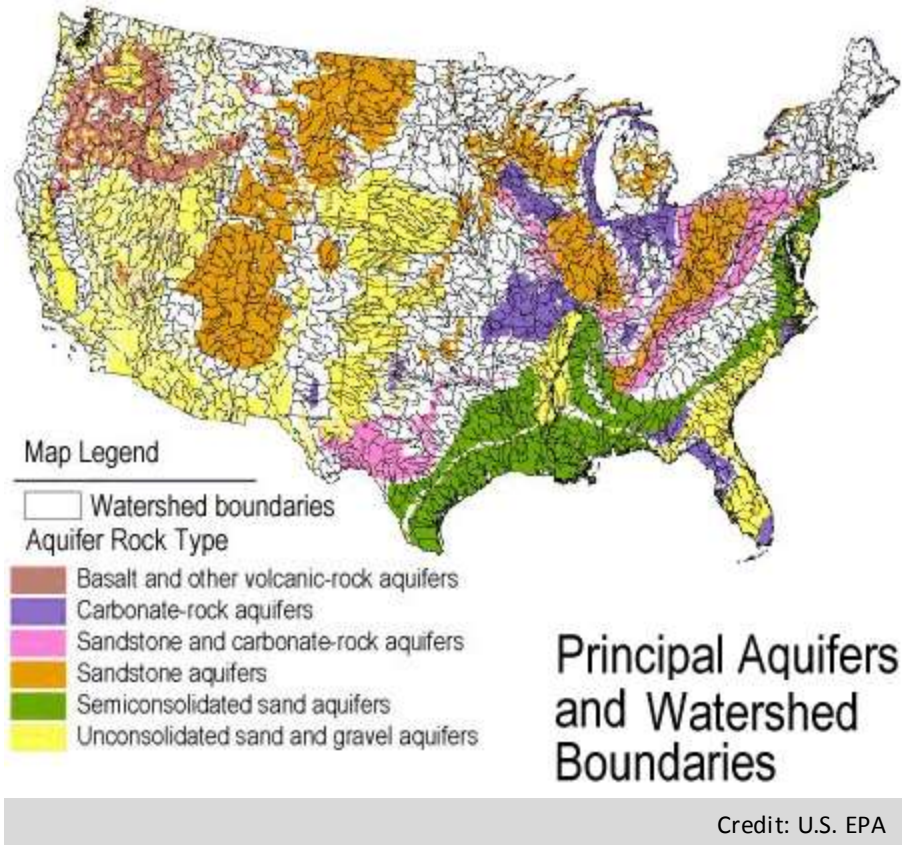 Map Legend
Watershed boundaries
Aquifer Rock Type
Basalt and other volcanic-rock aquifers
Carbonate-rock aquifers
Sandstone and carbonate-rock aquifers
Sandstone aquifers
Semiconsolidated sand aquifers
Unconsolidated sand and gravel aquifers
Principal Aquifers
and Watershed
Boundaries
Credit: U.S. EPA